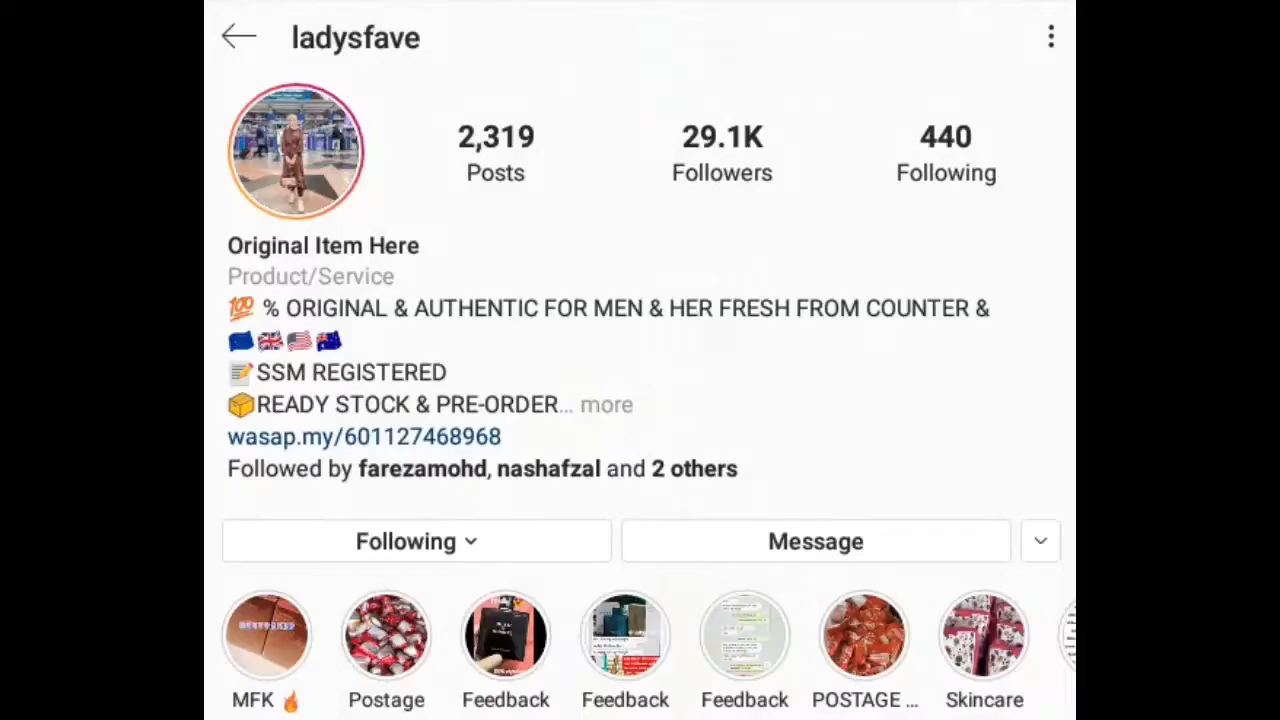 ladysfave
2,319
29.1K
440
Posts
Followers
Following
Original Item Here
Product/Service
💯 % ORIGINAL & AUTHENTIC FOR MEN & HER FRESH FROM COUNTER &
🇪🇺🇬🇧🇺🇸🇦🇺
📝SSM REGISTERED
📦READY STOCK & PRE-ORDER... more
wasap.my/601127468968
Followed by farezamohd, nashafzal and 2 others
Following
Message
MFK 🔥
Postage
Feedback
Feedback
Feedback
POSTAGE ...
Skincare